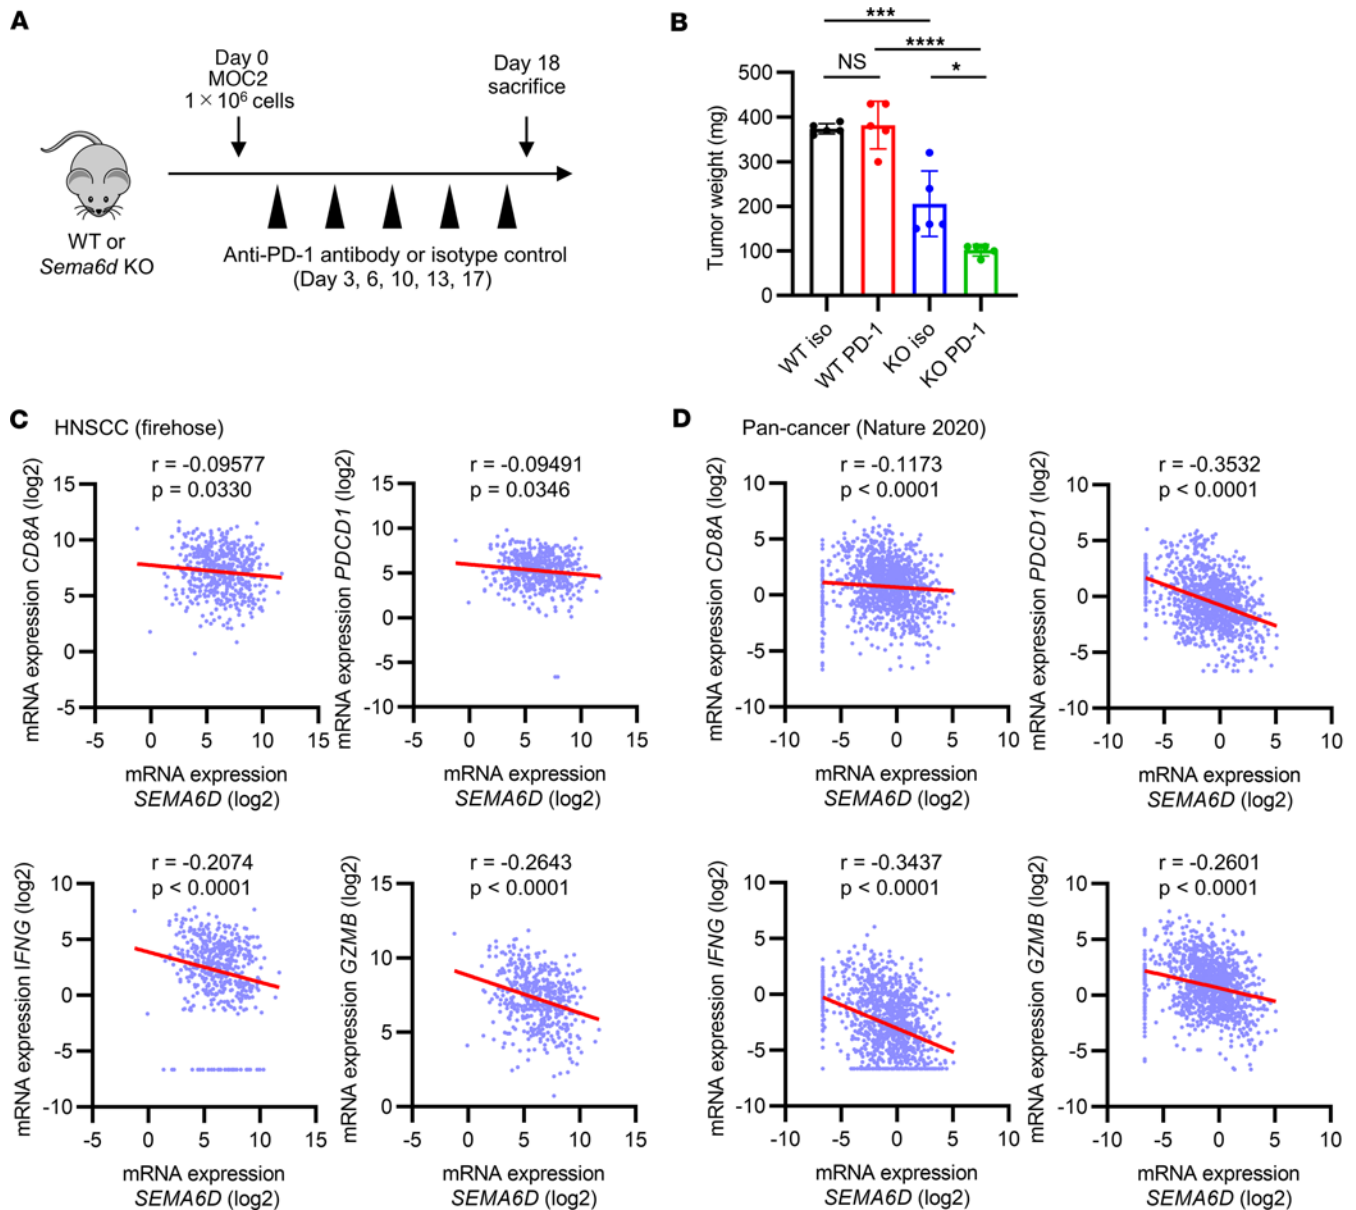 A
Day 0
MOC2
1 × 10⁶ cells
Day 18
sacrifice
WT or
Sema6d KO
Anti-PD-1 antibody or isotype control
(Day 3, 6, 10, 13, 17)
B
***
****
NS
*
Tumor weight (mg)
500
400
300
200
100
0
WT iso
WT PD-1
KO iso
KO PD-1
C
HNSCC (firehose)
r = -0.09577
p = 0.0330
mRNA expression CD8A (log2)
15
10
5
0
-5
-5 0 5 10 15
mRNA expression
SEMA6D (log2)
r = -0.09491
p = 0.0346
mRNA expression PDCD1 (log2)
15
10
5
0
-5
-10
-5 0 5 10 15
mRNA expression
SEMA6D (log2)
r = -0.2074
p < 0.0001
mRNA expression IFNG (log2)
10
5
0
-5
-10
-5 0 5 10 15
mRNA expression
SEMA6D (log2)
r = -0.2643
p < 0.0001
mRNA expression GZMB (log2)
15
10
5
0
-5 0 5 10 15
mRNA expression
SEMA6D (log2)
D
Pan-cancer (Nature 2020)
r = -0.1173
p < 0.0001
mRNA expression CD8A (log2)
10
5
0
-5
-10
-10 -5 0 5 10
mRNA expression
SEMA6D (log2)
r = -0.3532
p < 0.0001
mRNA expression PDCD1 (log2)
10
5
0
-5
-10
-10 -5 0 5 10
mRNA expression
SEMA6D (log2)
r = -0.3437
p < 0.0001
mRNA expression IFNG (log2)
10
5
0
-5
-10
-10 -5 0 5 10
mRNA expression
SEMA6D (log2)
r = -0.2601
p < 0.0001
mRNA expression GZMB (log2)
10
5
0
-5
-10
-10 -5 0 5 10
mRNA expression
SEMA6D (log2)